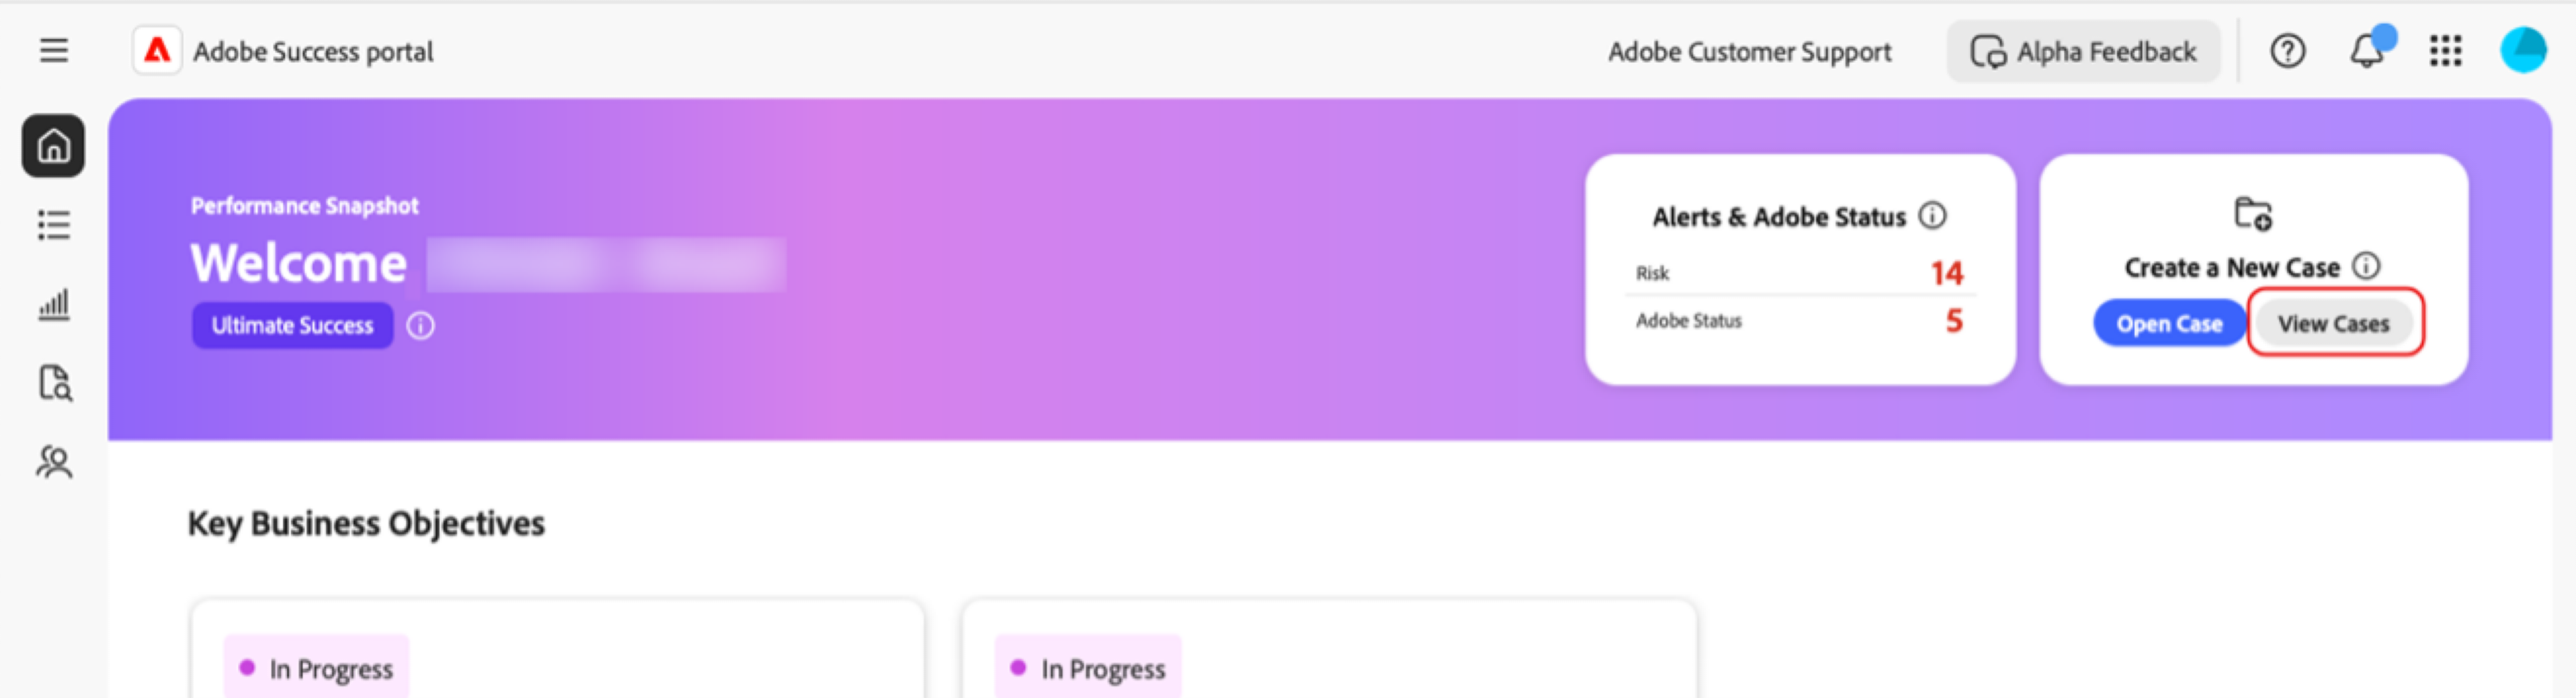 Adobe Success portal
Adobe Customer Support
Alpha Feedback
Performance Snapshot
Welcome
Ultimate Success
Alerts & Adobe Status
Risk 14
Adobe Status 5
Create a New Case
Open Case
View Cases
Key Business Objectives
In Progress
In Progress